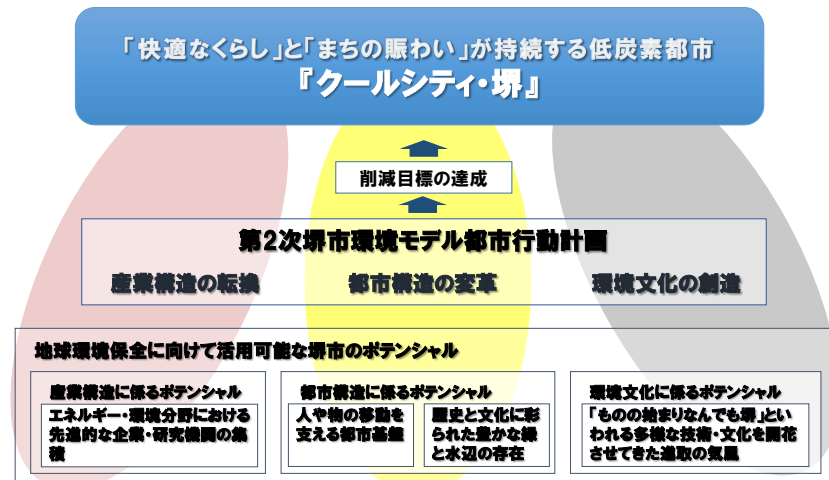 「快適なくらし」と「まちの賑わい」が持続する低炭素都市
『クールシティ・堺』
削減目標の達成
第2次堺市環境モデル都市行動計画
産業構造の転換 都市構造の変革 環境文化の創造
地球環境保全に向けて活用可能な堺市のポテンシャル
産業構造に係るポテンシャル
エネルギー・環境分野における
先進的な企業・研究機関の集
積
都市構造に係るポテンシャル
人や物の移動を
支える都市基盤
歴史と文化に彩
られた豊かな緑
と水辺の存在
環境文化に係るポテンシャル
「ものの始まりなんでも堺」とい
われる多様な技術・文化を開花
させてきた進取の気風